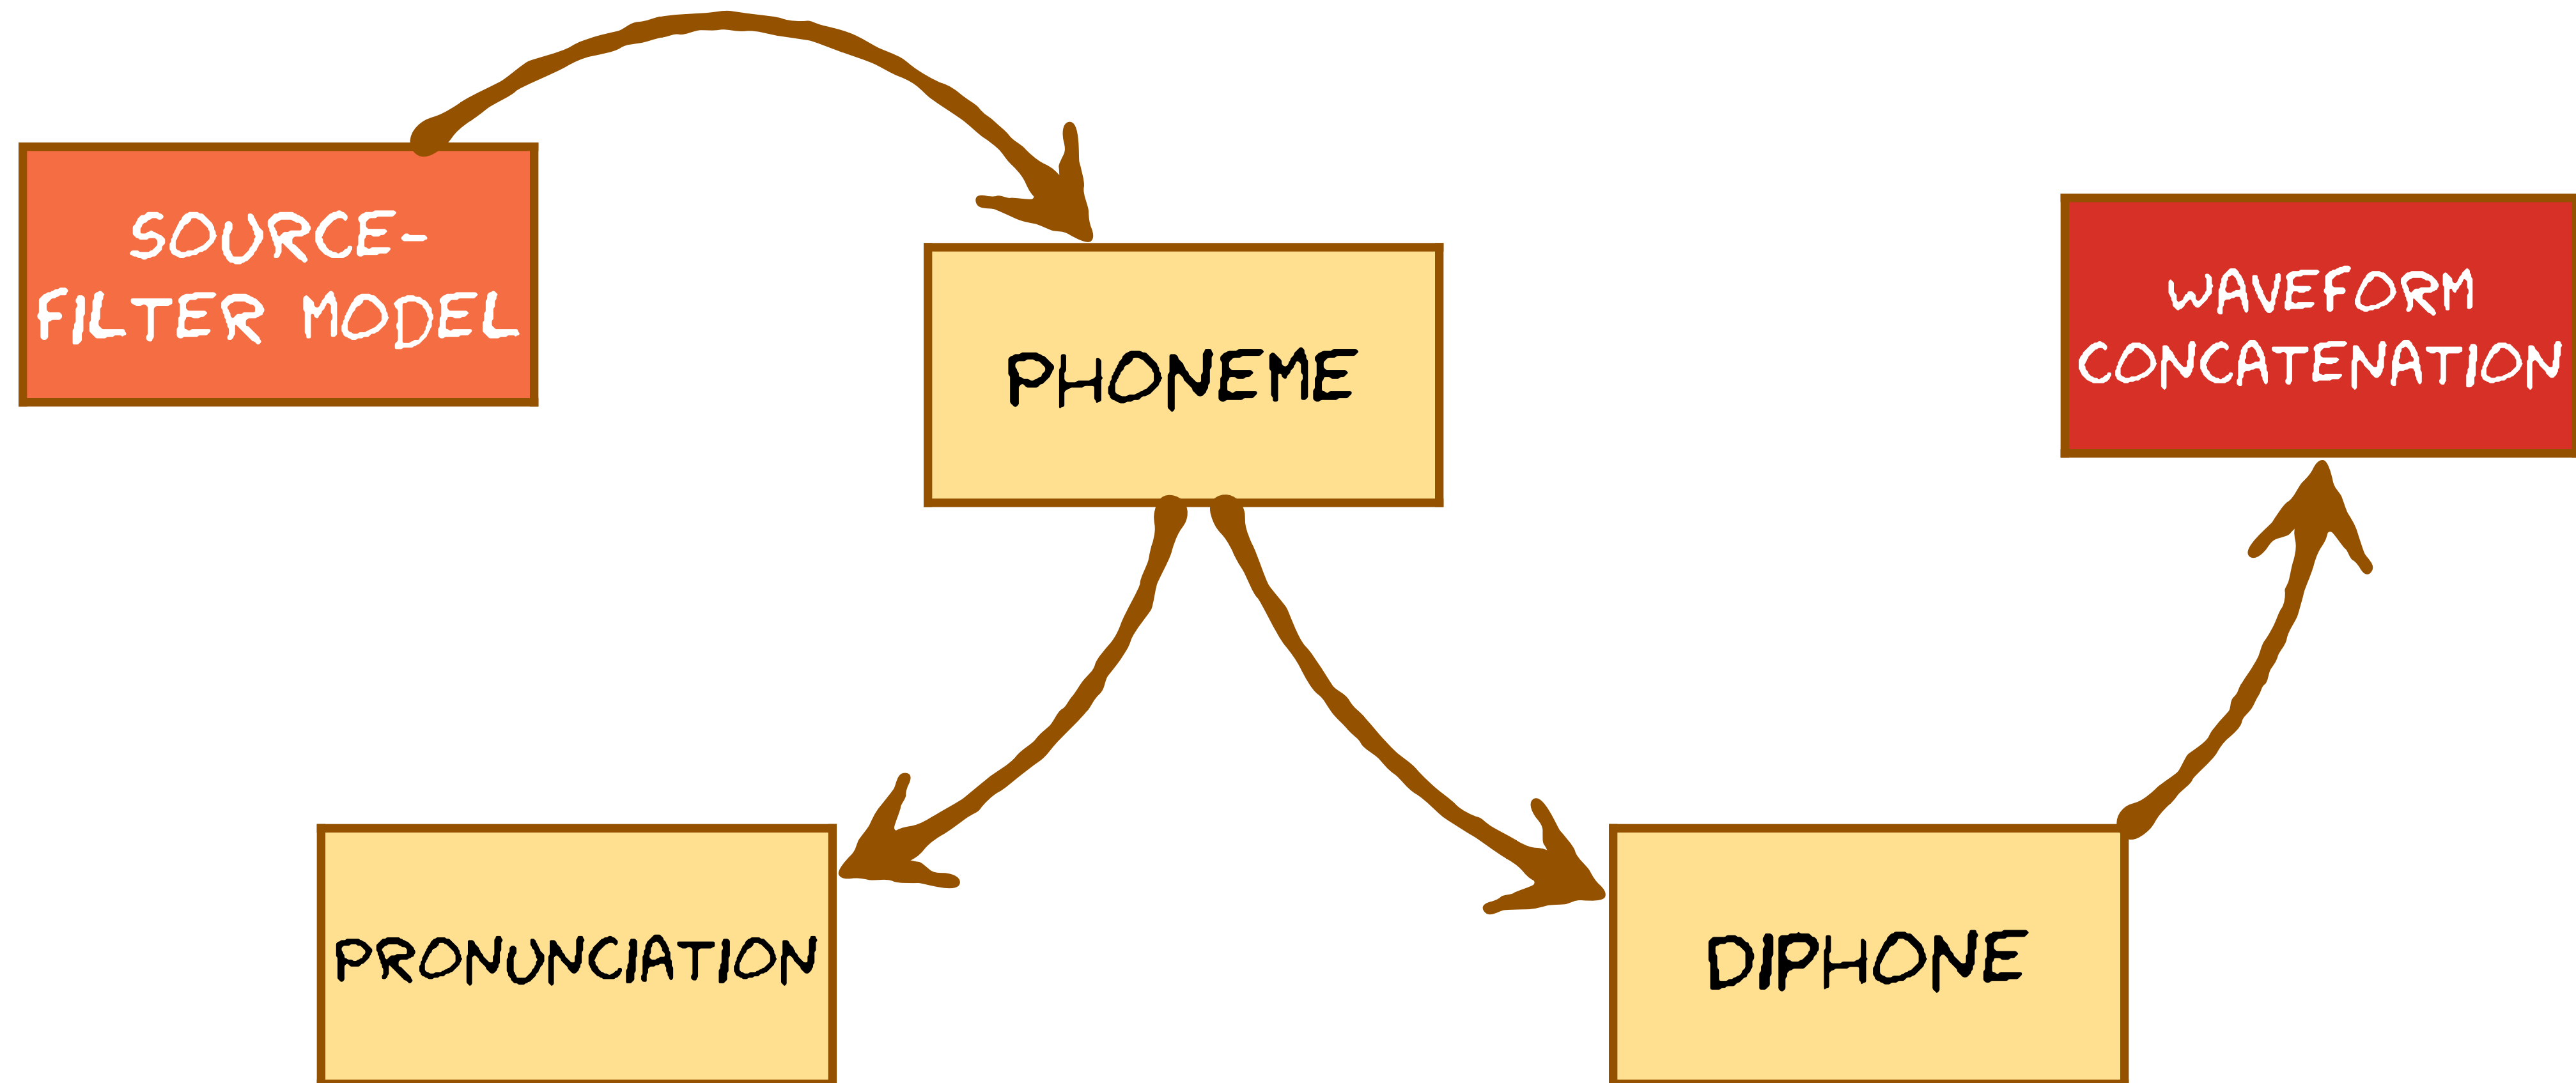 SOURCE-
FILTER MODEL
PHONEME
WAVEFORM
CONCATENATION
PRONUNCIATION
DIPHONE